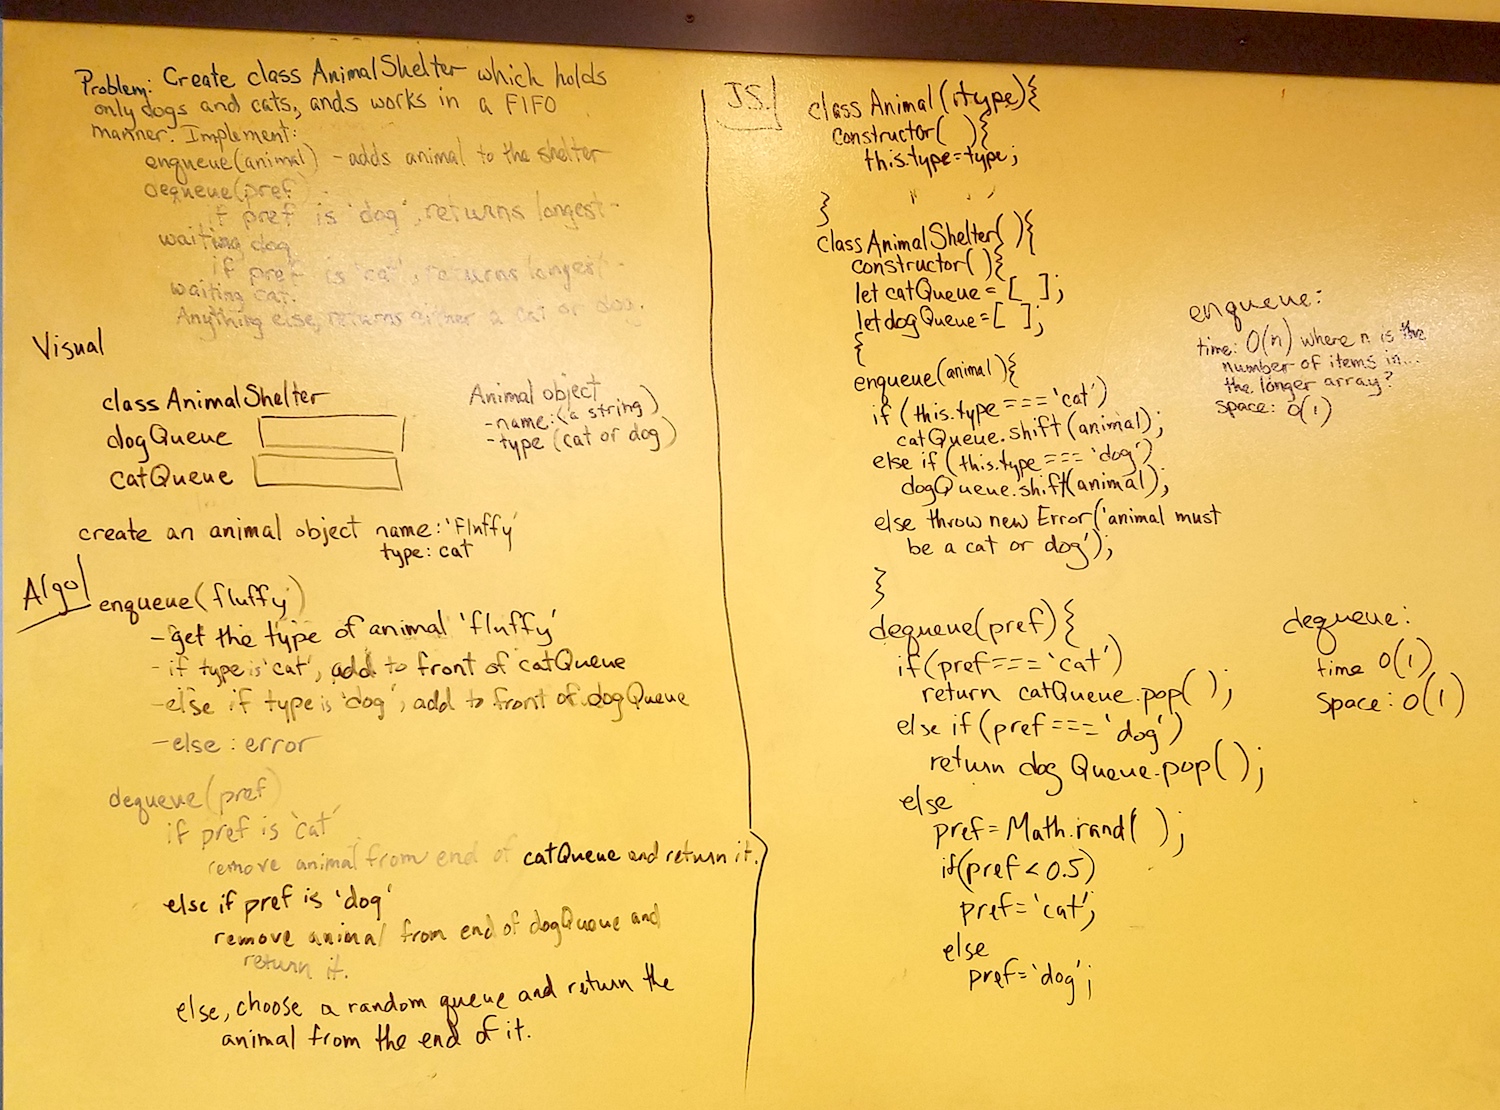 Problem: Create class AnimalShelter which holds
only dogs and cats, ands works in a FIFO
manner. Implement:
enqueue(animal) - adds animal to the shelter
dequeue(pref)
if pref is 'dog', returns longest-
waiting dog
if pref is 'cat', returns longest-
waiting cat.
Anything else, returns either a cat or dog.
Visual
class AnimalShelter
dogQueue
catQueue
Animal object
- name: (a string)
- type (cat or dog)
create an animal object name: 'Fluffy'
type: cat
Algo
enqueue(fluffy)
- get the type of animal 'fluffy'
- if type is 'cat', add to front of catQueue
- else if type is 'dog', add to front of dogQueue
- else: error
dequeue(pref)
if pref is 'cat'
remove animal from end of catQueue and return it.
else if pref is 'dog'
remove animal from end of dogQueue and
return it.
else, choose a random queue and return the
animal from the end of it.
J.S.
class Animal(type){
constructor( ){
this.type=type;
}
class AnimalShelter( ){
constructor( ){
let catQueue = [ ];
let dogQueue = [ ];
{
enqueue(animal){
if (this.type === 'cat')
catQueue.shift(animal);
else if (this.type === 'dog')
dogQueue.shift(animal);
else throw new Error('animal must
be a cat or dog');
}
dequeue(pref){
if(pref === 'cat')
return catQueue.pop( );
else if (pref === 'dog')
return dogQueue.pop( );
else
pref = Math.rand( );
if(pref < 0.5)
pref = 'cat';
else
pref = 'dog';
enqueue:
time: O(n) where n is the
number of items in...
the longer array?
space: O(1)
dequeue:
time O(1)
space: O(1)